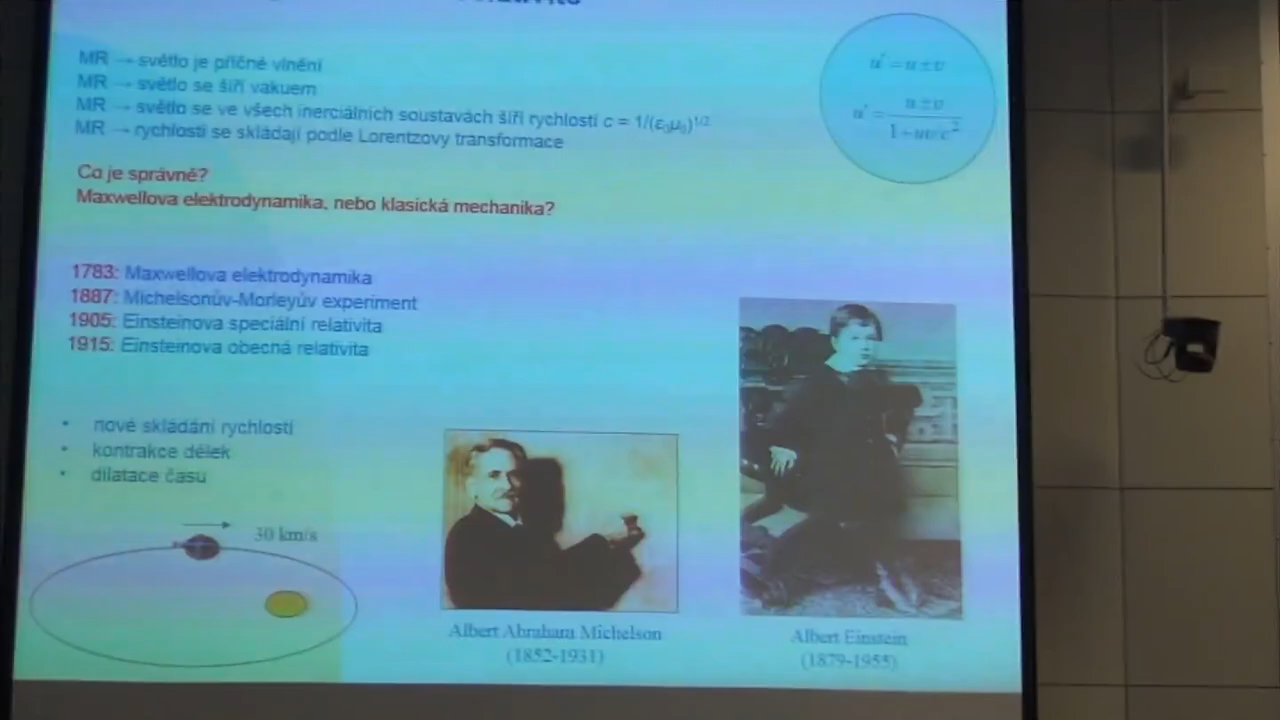 MR → světlo je příčné vlnění
MR → světlo se šíří vakuem
MR → světlo se ve všech inerciálních soustavách šíří rychlostí c = 1/(ε₀μ₀)^1/2
MR → rychlosti se skládají podle Lorentzovy transformace
u' = u ± v
u' = (u ± v)/(1 ± uv/c²)
Co je správně?
Maxwellova elektrodynamika, nebo klasická mechanika?
1783: Maxwellova elektrodynamika
1887: Michelsonův-Morleyův experiment
1905: Einsteinova speciální relativita
1915: Einsteinova obecná relativita
• nové skládání rychlostí
• kontrakce délek
• dilatace času
30 km/s
Albert Abraham Michelson
(1852-1931)
Albert Einstein
(1879-1955)